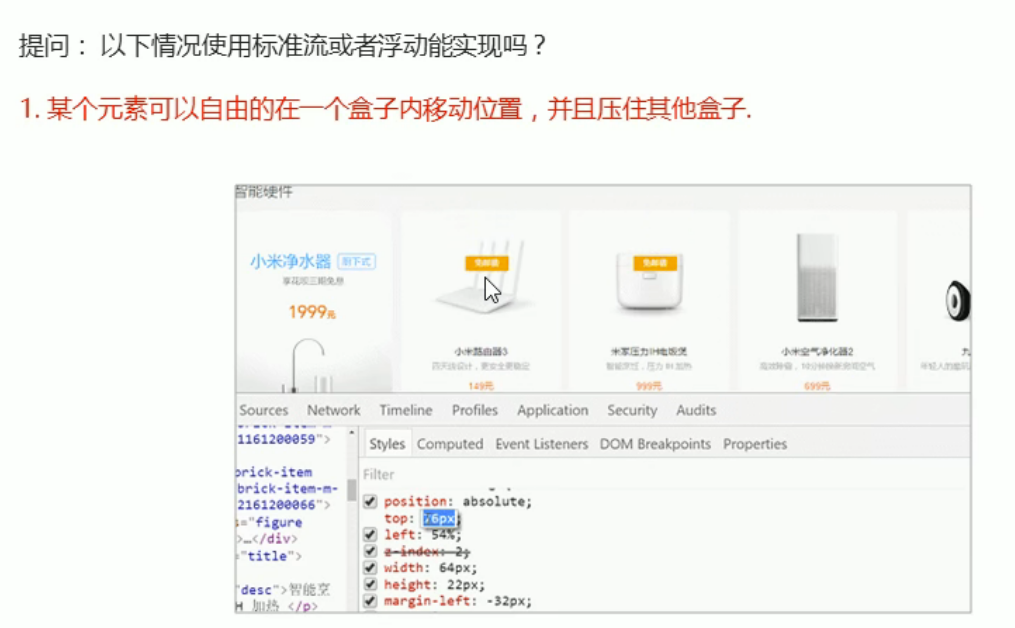 提问： 以下情况使用标准流或者浮动能实现吗？
1. 某个元素可以自由的在一个盒子内移动位置，并且压住其他盒子.
智能硬件
小米净水器 厨下式
享花呗三期免息
1999元
免邮费
免邮费
小米路由器3
米家压力IH电饭煲
小米空气净化器2
九
149元
999元
699元
Sources Network Timeline Profiles Application Security Audits
1161200059">
brick-item
brick-item-m-
2161200066">
="figure
>…</div>
="title">
"desc">智能烹
H 加热 </p>
Styles Computed Event Listeners DOM Breakpoints Properties
Filter
position: absolute;
top: 76px;
left: 54%;
z-index: 2;
width: 64px;
height: 22px;
margin-left: -32px;